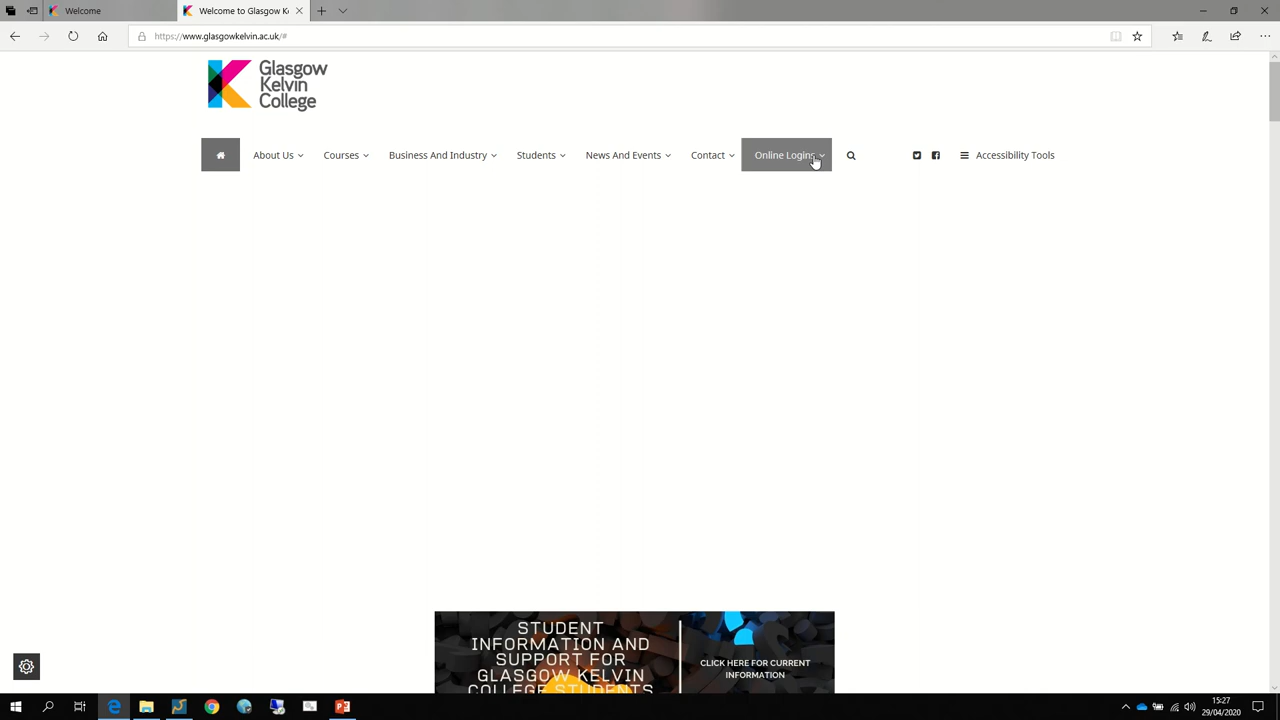 Welcome
Welcome to Glasgow K
https://www.glasgowkelvin.ac.uk/#
Glasgow
Kelvin
College
About Us
Courses
Business And Industry
Students
News And Events
Contact
Online Logins
Accessibility Tools
STUDENT
INFORMATION AND
SUPPORT FOR
GLASGOW KELVIN
COLLEGE STUDENTS
CLICK HERE FOR CURRENT
INFORMATION
15:27
29/04/2020